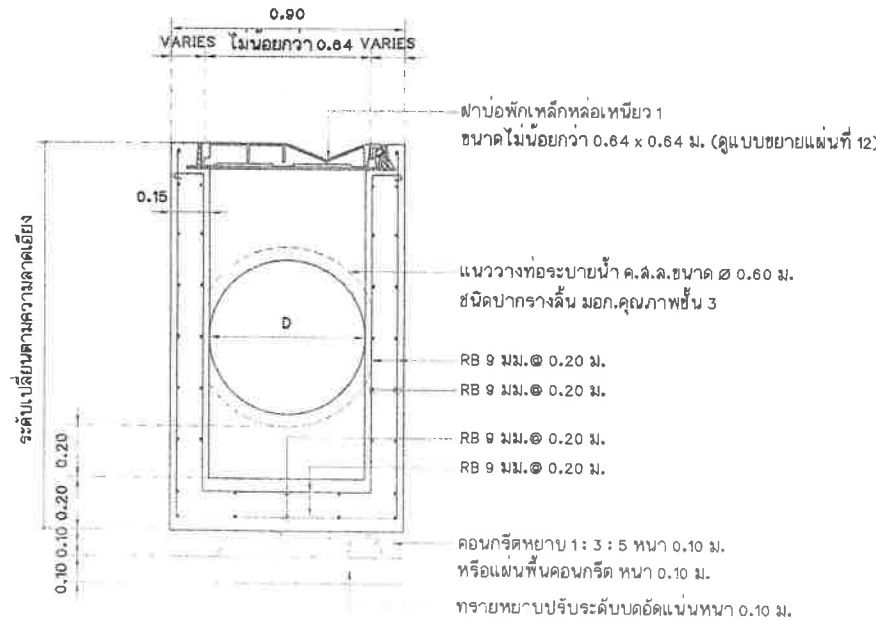 0.90
VARIES ไม่น้อยกว่า 0.64 VARIES
ฝาบ่อพักเหล็กหล่อเหนียว 1
ขนาดไม่น้อยกว่า 0.64 x 0.64 ม. (ดูแบบขยายแผ่นที่ 12)
0.15
ระดับเปลี่ยนตามความลาดเอียง
แนววางท่อระบายน้ำ ค.ส.ล.ขนาด ø 0.60 ม.
ชนิดปากรางลิ้น มอก.คุณภาพชั้น 3
D
RB 9 มม.@ 0.20 ม.
RB 9 มม.@ 0.20 ม.
RB 9 มม.@ 0.20 ม.
RB 9 มม.@ 0.20 ม.
0.20
0.20
0.10
0.10
คอนกรีตหยาบ 1 : 3 : 5 หนา 0.10 ม.
หรือแผ่นพื้นคอนกรีต หนา 0.10 ม.
ทรายหยาบปรับระดับบดอัดแน่นหนา 0.10 ม.